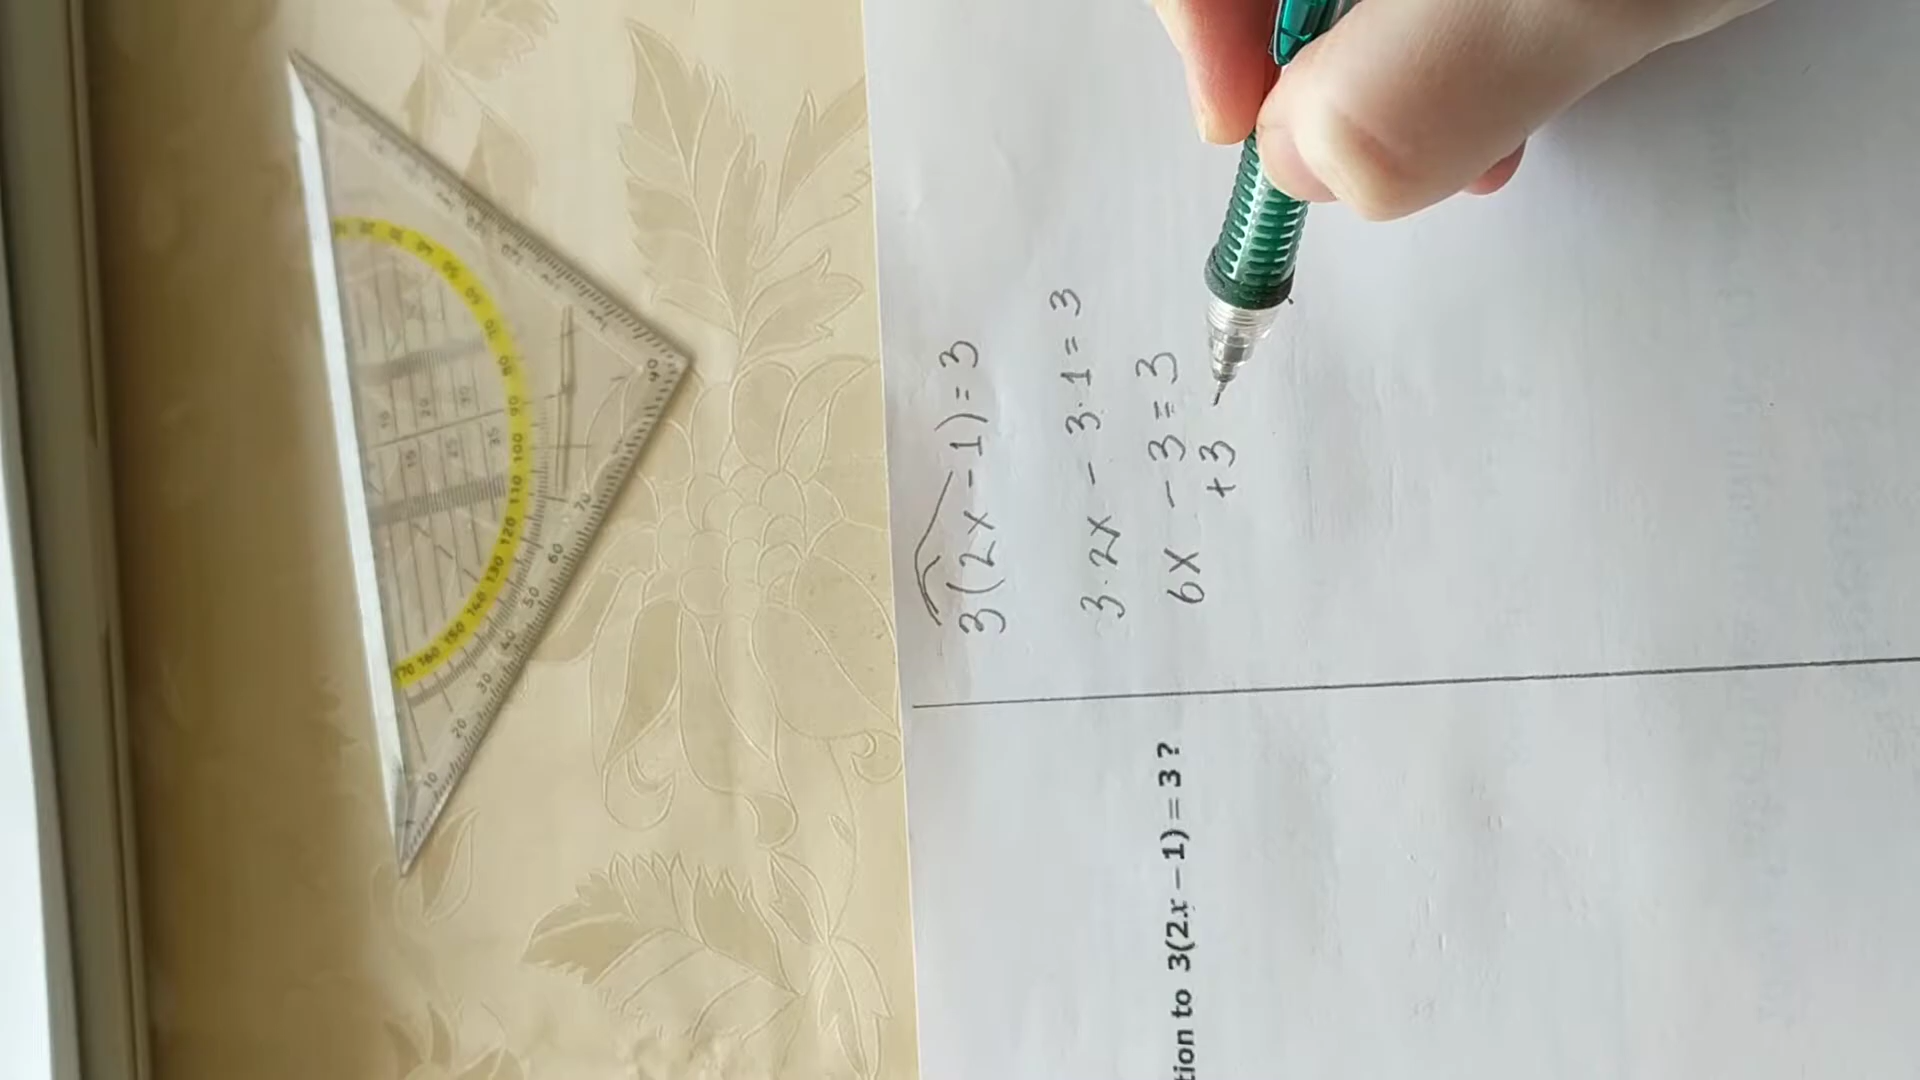 3(2x-1)=3
3·2x - 3·1=3
6x - 3=3
+3
tion to 3(2x – 1) = 3 ?